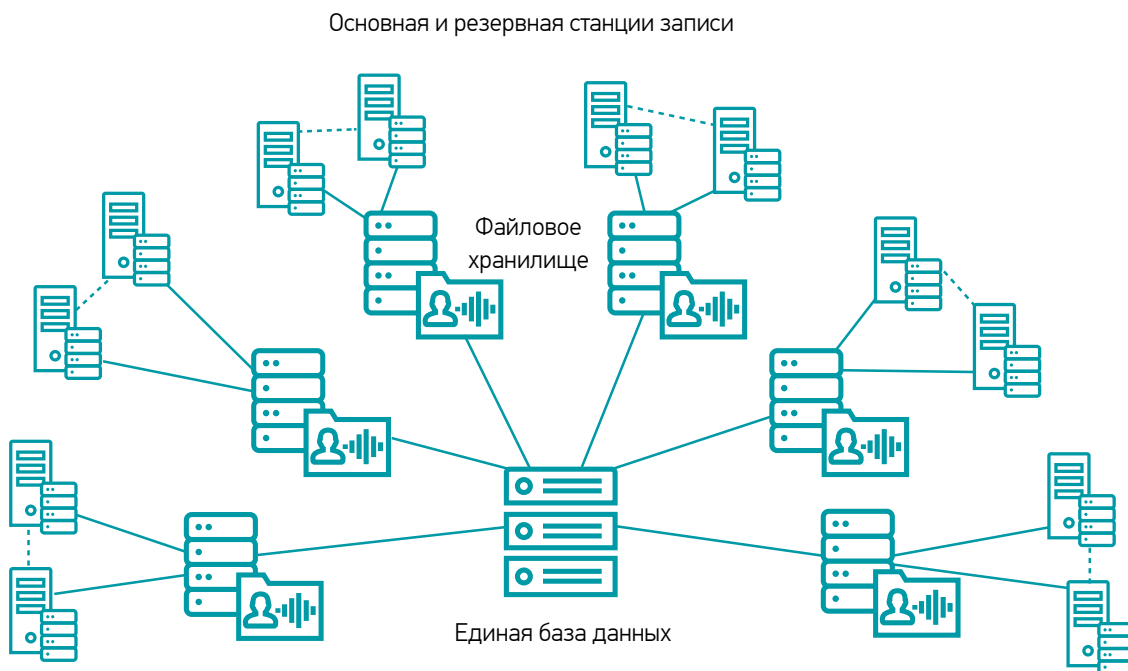 Основная и резервная станции записи
Файловое
хранилище
Единая база данных